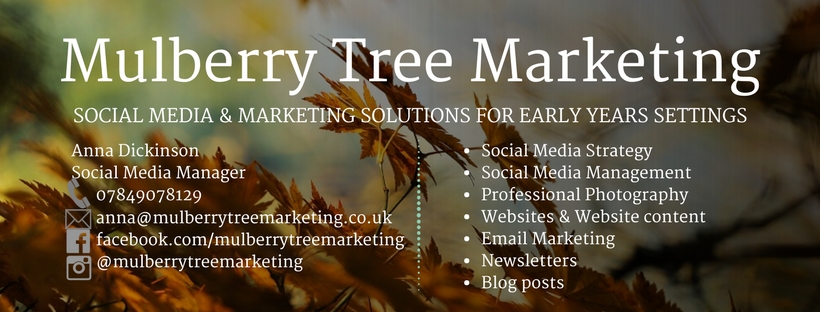 Mulberry Tree Marketing
SOCIAL MEDIA & MARKETING SOLUTIONS FOR EARLY YEARS SETTINGS
Anna Dickinson
Social Media Manager
07849078129
anna@mulberrytreemarketing.co.uk
facebook.com/mulberrytreemarketing
@mulberrytreemarketing
• Social Media Strategy
• Social Media Management
• Professional Photography
• Websites & Website content
• Email Marketing
• Newsletters
• Blog posts